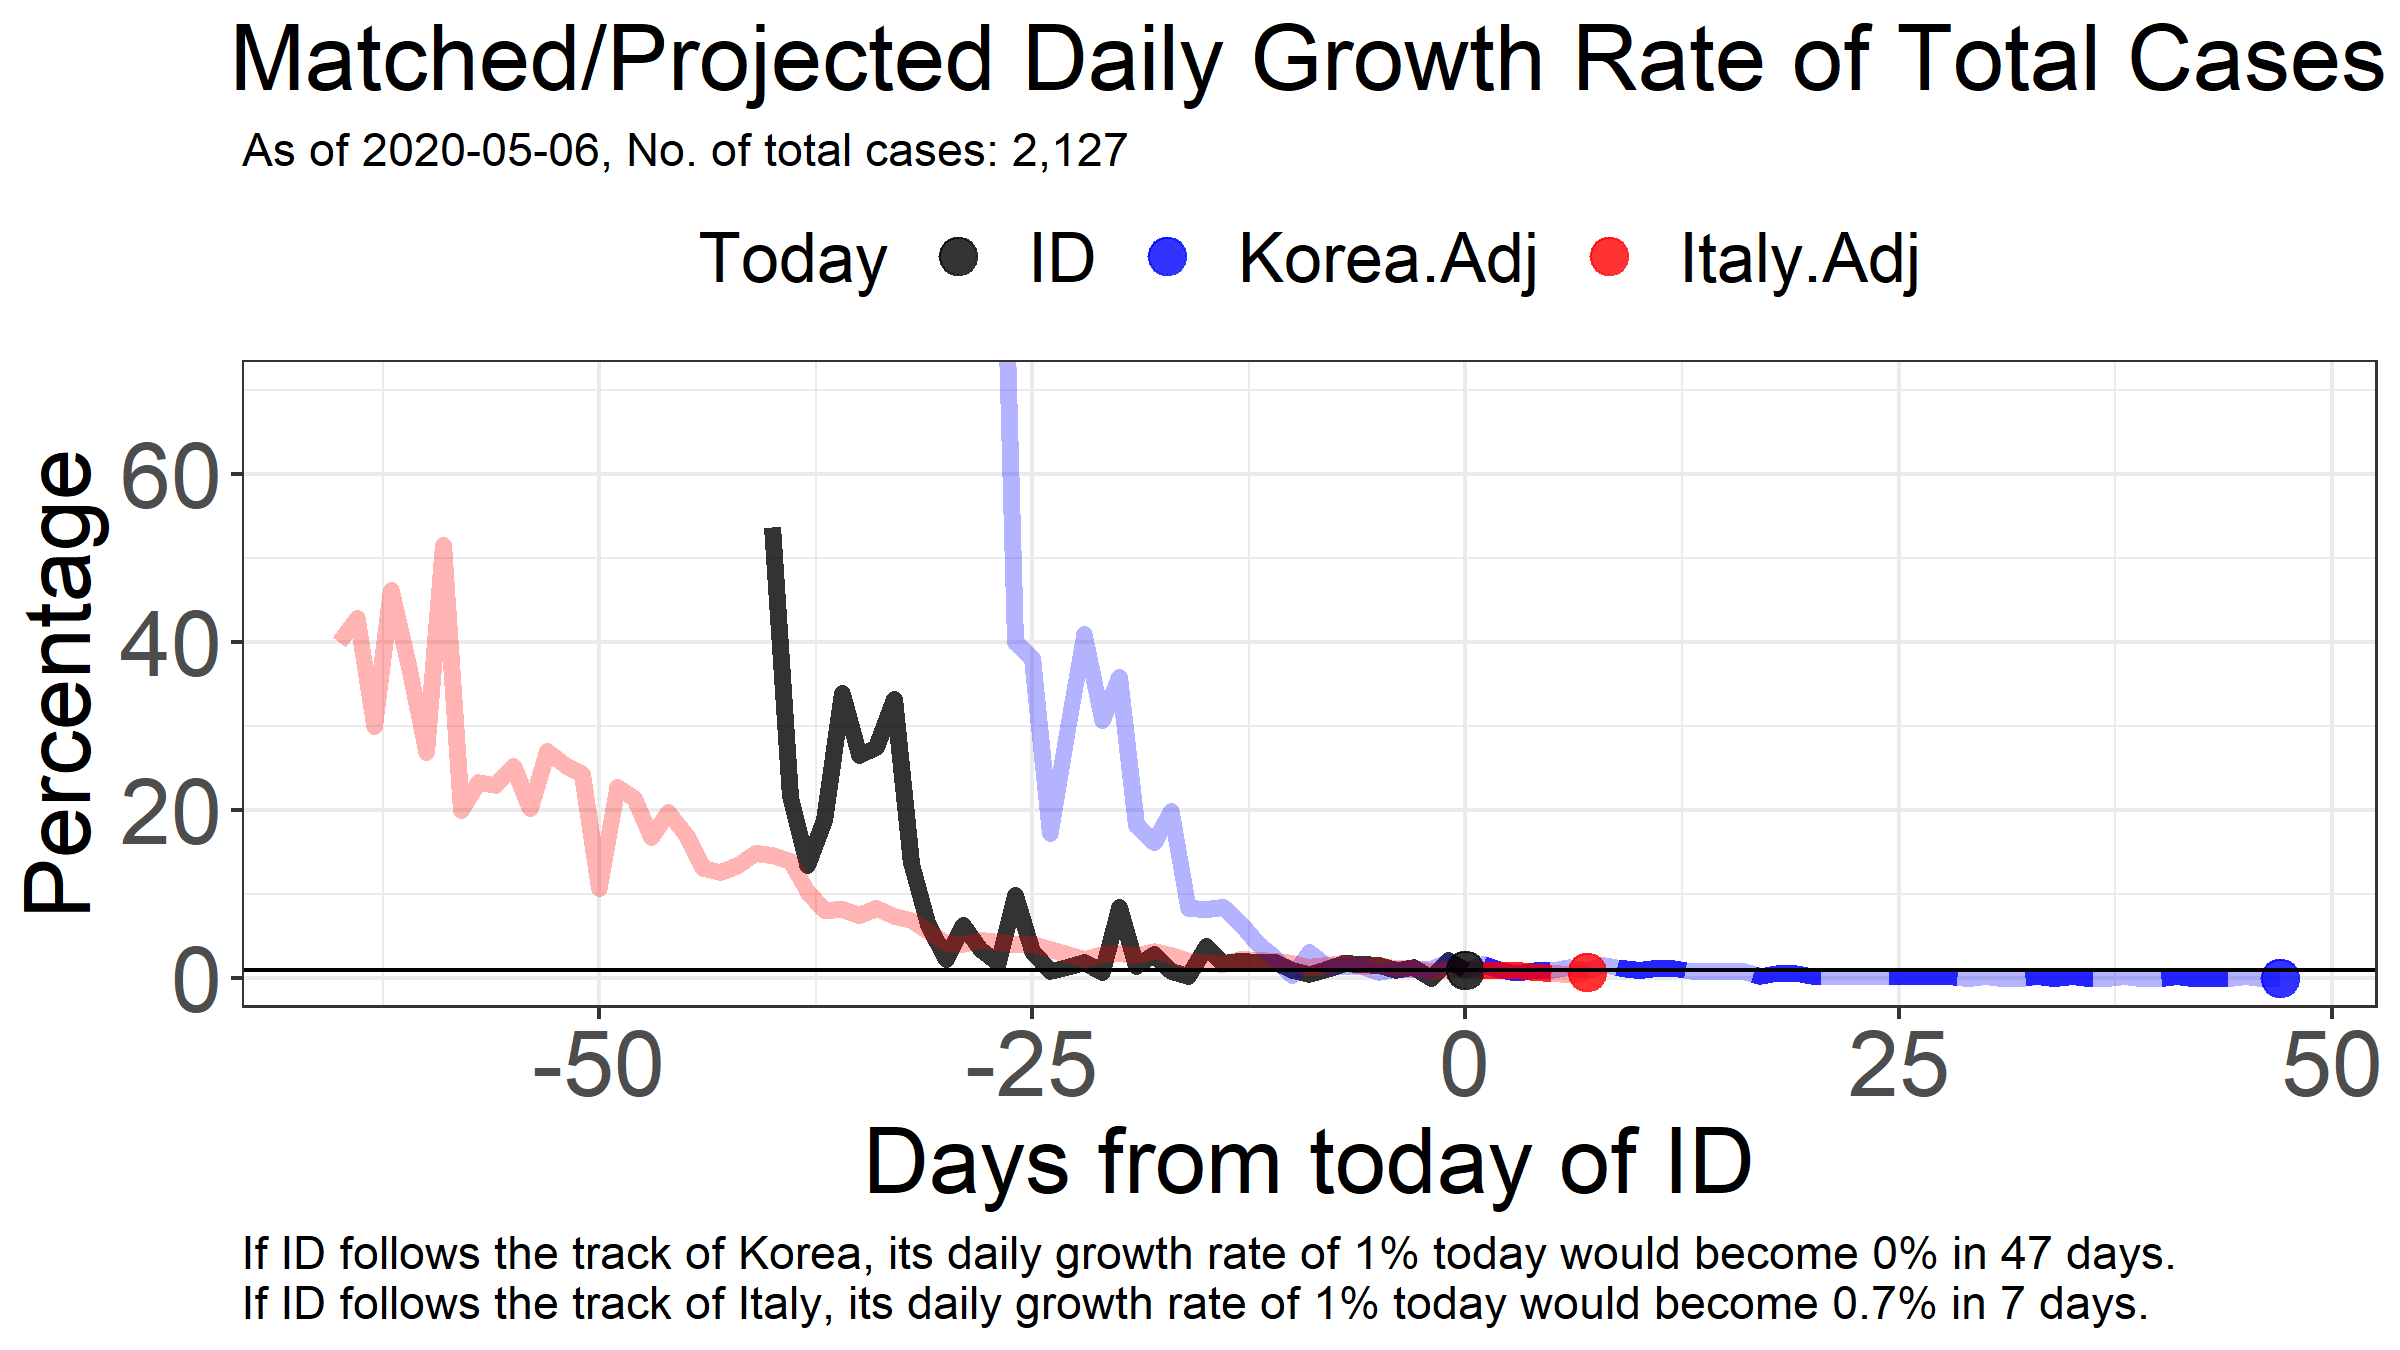 Matched/Projected Daily Growth Rate of Total Cases
As of 2020-05-06, No. of total cases: 2,127
Today ID Korea.Adj Italy.Adj
Percentage
60
40
20
0
-50 -25 0 25 50
Days from today of ID
If ID follows the track of Korea, its daily growth rate of 1% today would become 0% in 47 days.
If ID follows the track of Italy, its daily growth rate of 1% today would become 0.7% in 7 days.